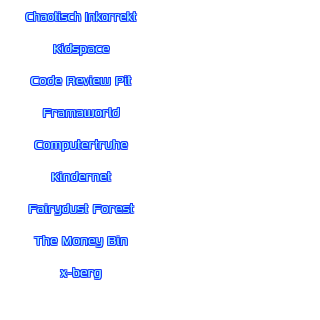 Chaotisch Inkorrekt
Kidspace
Code Review Pit
Framaworld
Computertruhe
Kindernet
Fairydust Forest
The Money Bin
x-berg